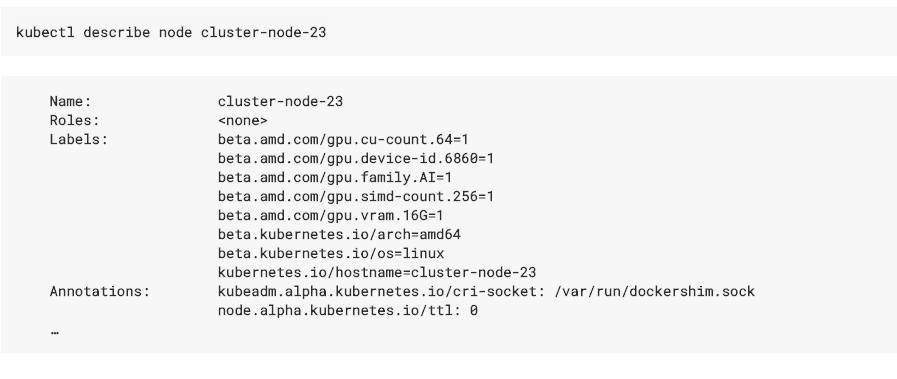 kubectl describe node cluster-node-23
Name: cluster-node-23
Roles: <none>
Labels: beta.amd.com/gpu.cu-count.64=1
beta.amd.com/gpu.device-id.6860=1
beta.amd.com/gpu.family.AI=1
beta.amd.com/gpu.simd-count.256=1
beta.amd.com/gpu.vram.16G=1
beta.kubernetes.io/arch=amd64
beta.kubernetes.io/os=linux
kubernetes.io/hostname=cluster-node-23
Annotations: kubeadm.alpha.kubernetes.io/cri-socket: /var/run/dockershim.sock
node.alpha.kubernetes.io/ttl: 0
…